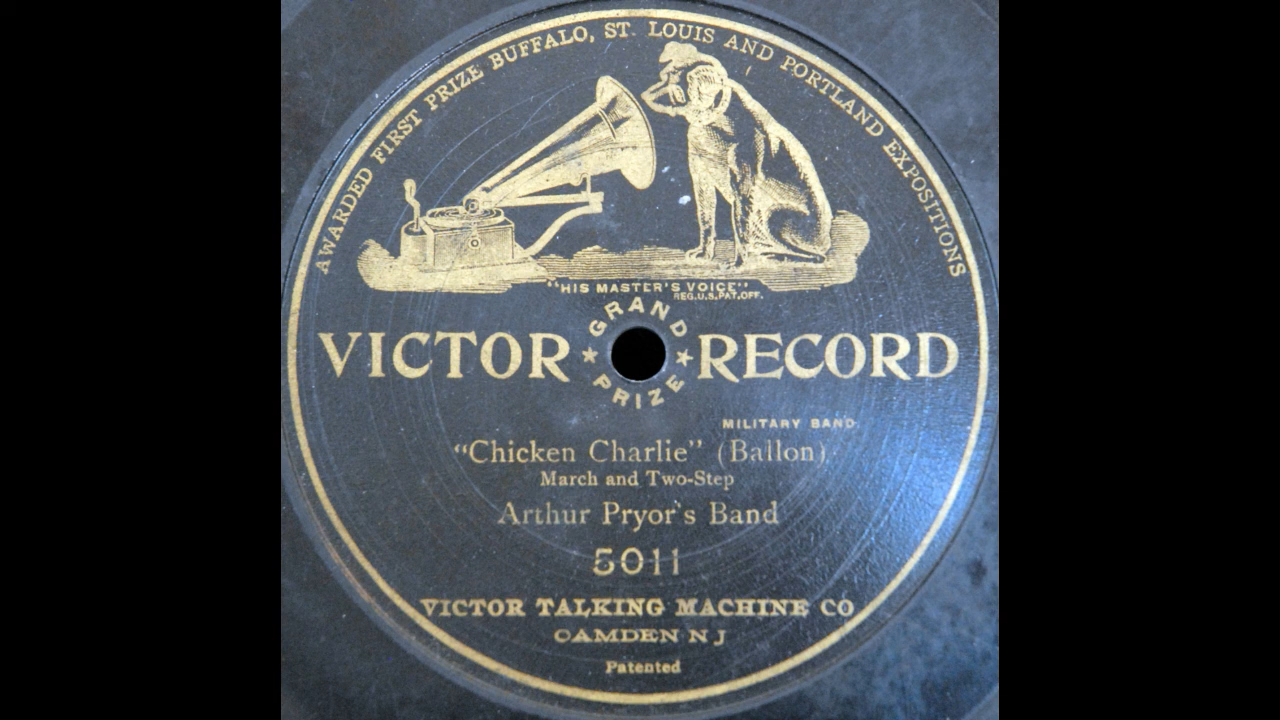 AWARDED FIRST PRIZE BUFFALO, ST. LOUIS AND PORTLAND EXPOSITIONS
"HIS MASTER'S VOICE"
REG.U.S.PAT.OFF.
GRAND PRIZE
VICTOR RECORD
MILITARY BAND
"Chicken Charlie" (Ballon)
March and Two-Step
Arthur Pryor's Band
5011
VICTOR TALKING MACHINE CO
CAMDEN N J
Patented